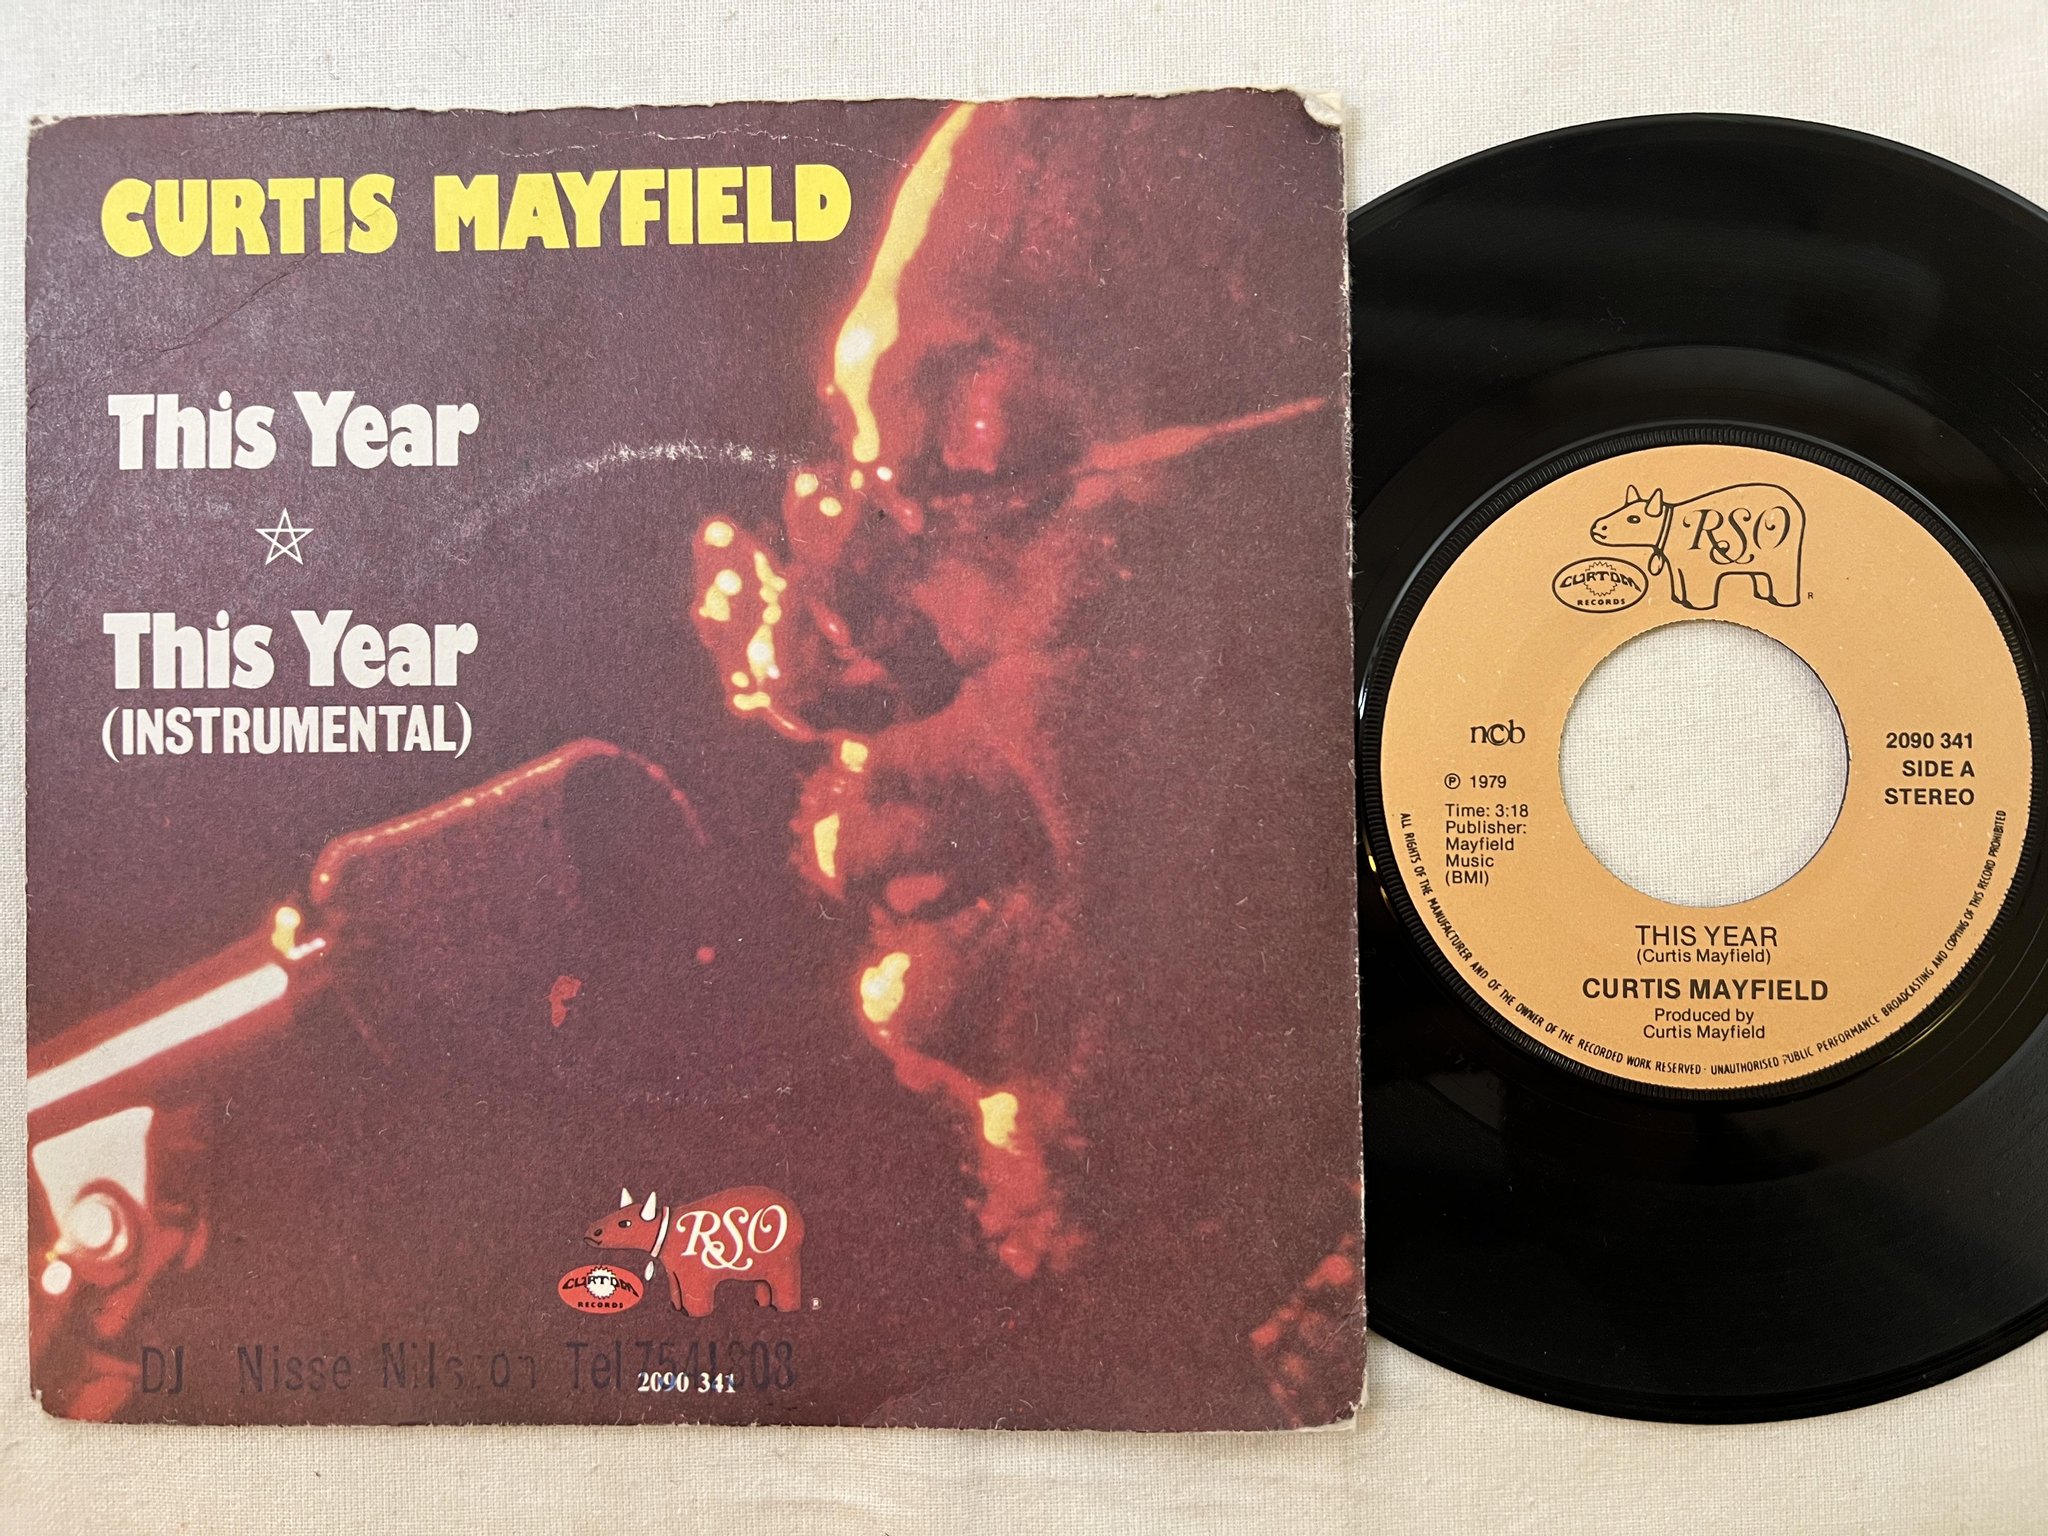 CURTIS MAYFIELD
This Year
This Year
(INSTRUMENTAL)
RSO
CURTOM
RECORDS
®
DJ Nisse Nilsson Tel 7541808
2090 341
RSO
CURTOM
RECORDS
®
ncb
2090 341
SIDE A
STEREO
℗ 1979
Time: 3:18
Publisher:
Mayfield
Music
(BMI)
THIS YEAR
(Curtis Mayfield)
CURTIS MAYFIELD
Produced by
Curtis Mayfield
ALL RIGHTS OF THE MANUFACTURER AND OF THE OWNER OF THE RECORDED WORK RESERVED · UNAUTHORISED PUBLIC PERFORMANCE BROADCASTING AND COPYING OF THIS RECORD PROHIBITED